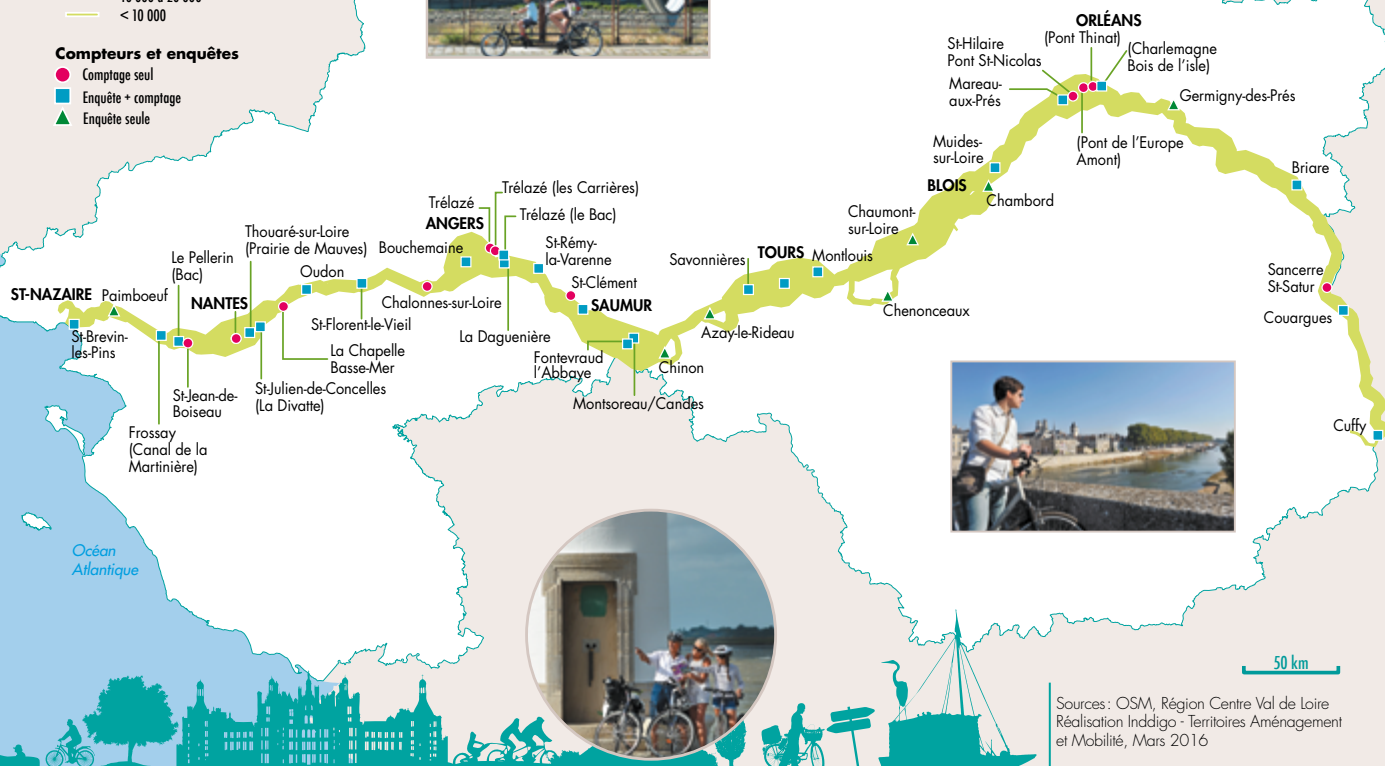 < 10 000
Compteurs et enquêtes
Comptage seul
Enquête + comptage
Enquête seule
ORLÉANS
(Pont Thinat)
St-Hilaire
Pont St-Nicolas
(Charlemagne
Bois de l'isle)
Mareau-
aux-Prés
Germigny-des-Prés
(Pont de l'Europe
Amont)
Muides-
sur-Loire
BLOIS
Chambord
Briare
Chaumont-
sur-Loire
Trélazé (les Carrières)
Trélazé
Trélazé (le Bac)
ANGERS
Bouchemaine
St-Rémy-
la-Varenne
Thouaré-sur-Loire
(Prairie de Mauves)
Le Pellerin
(Bac)
Oudon
Savonnières
TOURS
Montlouis
Sancerre
St-Satur
St-Clément
ST-NAZAIRE
Paimboeuf
NANTES
Chalonnes-sur-Loire
SAUMUR
Chenonceaux
Couargues
St-Florent-le-Vieil
St-Brevin-
les-Pins
La Daguenière
Azay-le-Rideau
La Chapelle
Basse-Mer
Fontevraud
l'Abbaye
Chinon
St-Jean-de-
Boiseau
St-Julien-de-Concelles
(La Divatte)
Montsoreau/Candes
Cuffy
Frossay
(Canal de la
Martinière)
Océan
Atlantique
50 km
Sources : OSM, Région Centre Val de Loire
Réalisation Inddigo - Territoires Aménagement
et Mobilité, Mars 2016